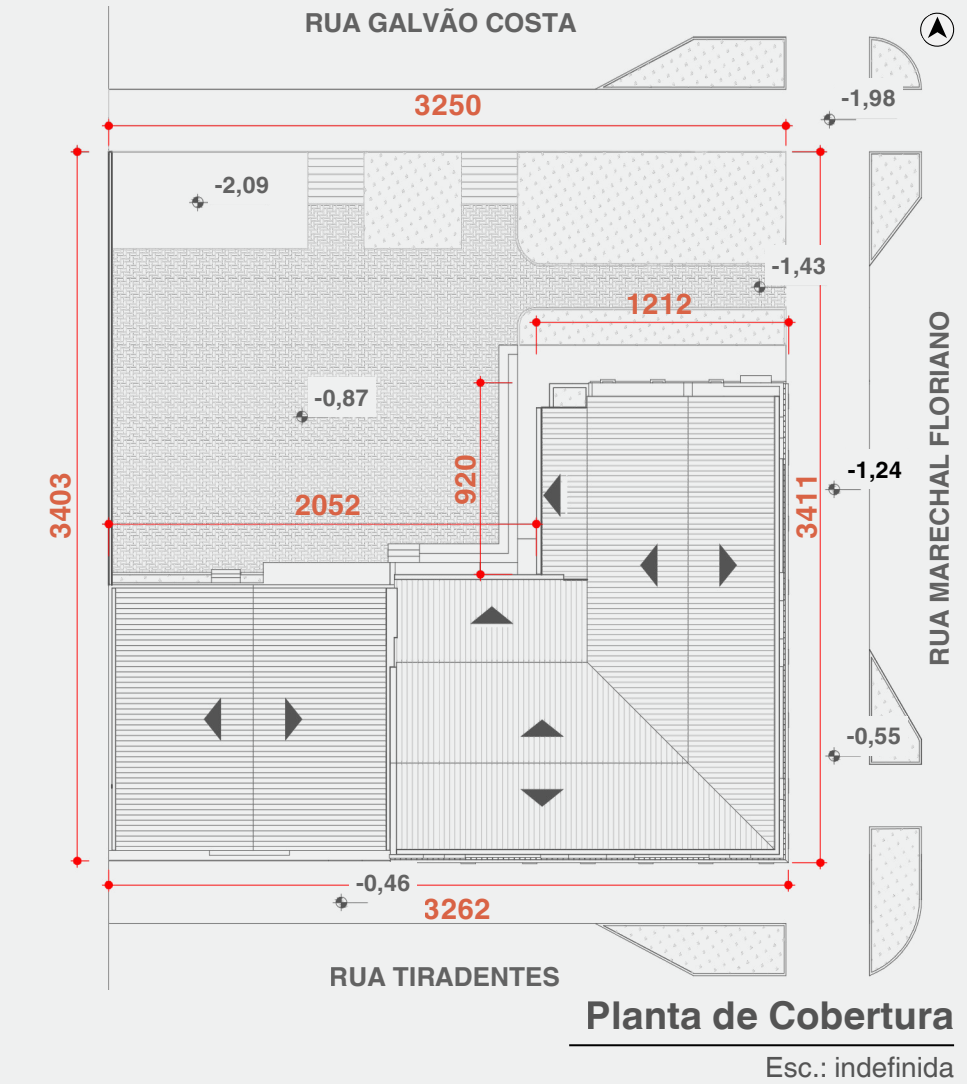 RUA GALVÃO COSTA
3250
-1,98
-2,09
-1,43
1212
-0,87
RUA MARECHAL FLORIANO
-1,24
920
3403
2052
3411
-0,55
-0,46
3262
RUA TIRADENTES
Planta de Cobertura
Esc.: indefinida